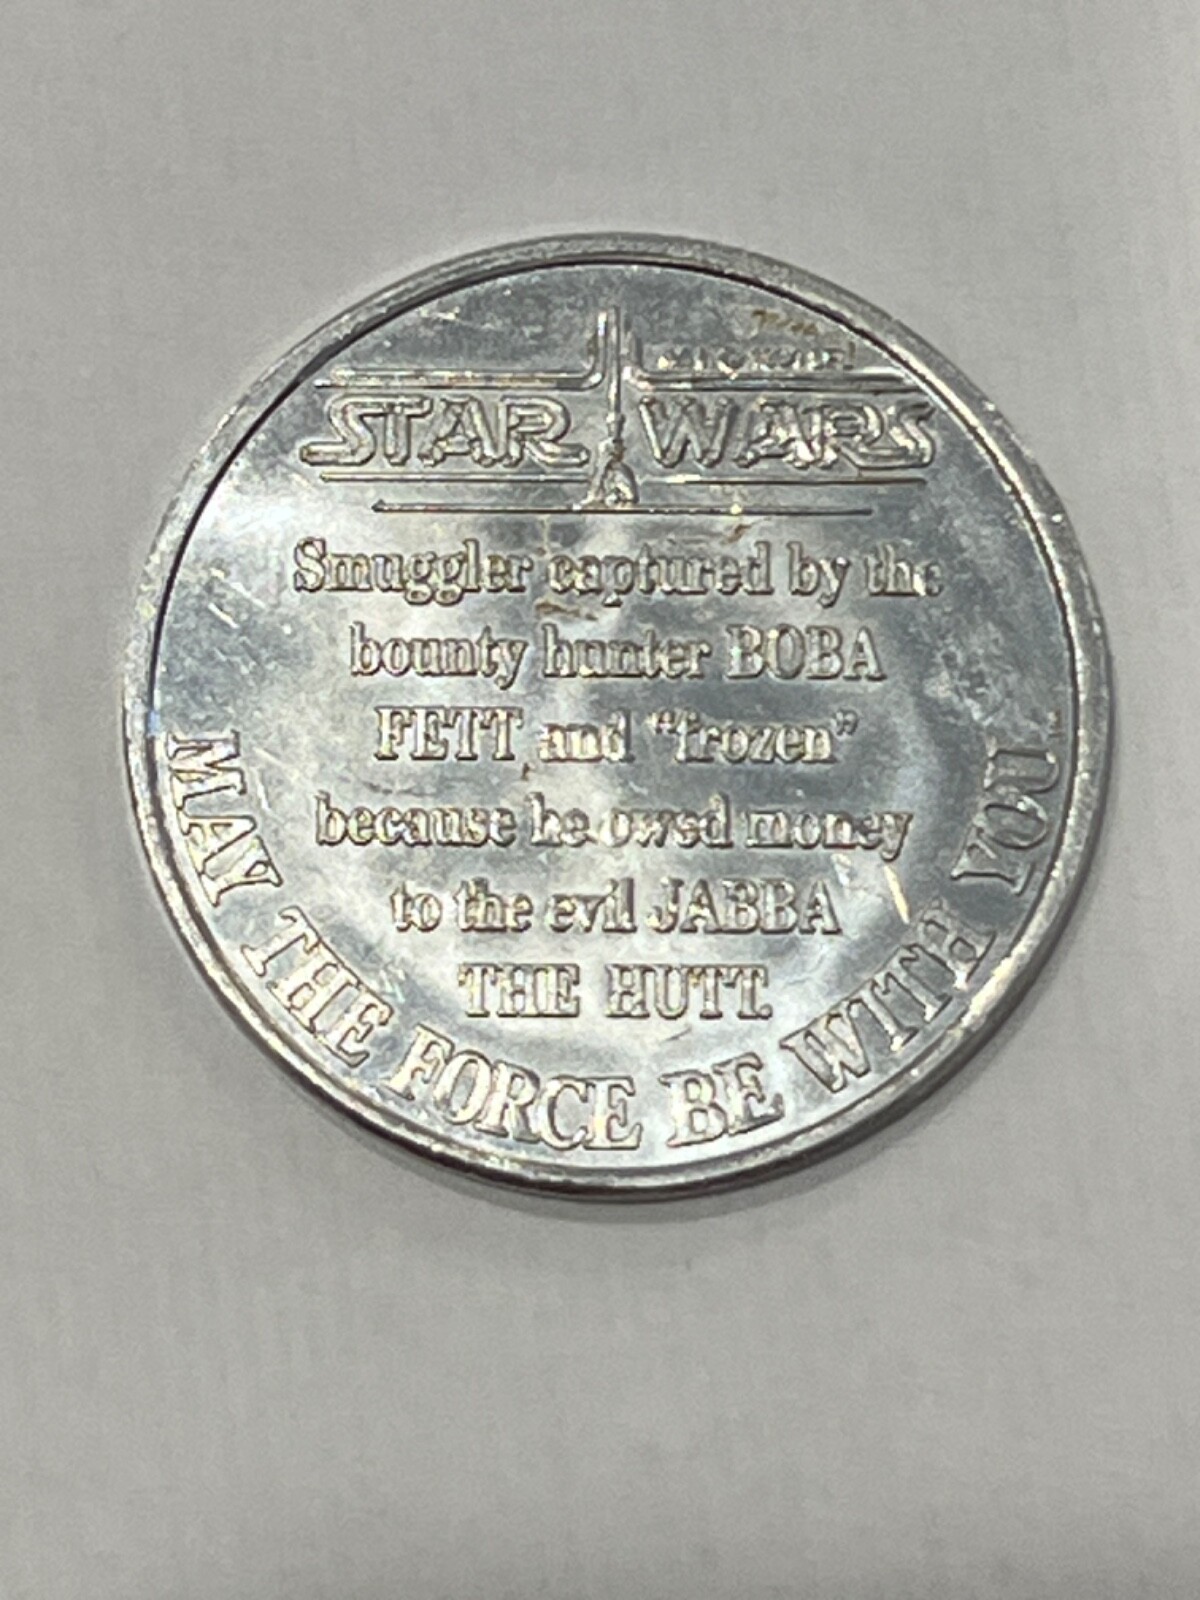 STAR WARS
Smuggler captured by the
bounty hunter BOBA
FETT and "frozen"
because he owed money
to the evil JABBA
THE HUTT.
MAY THE FORCE BE WITH YOU